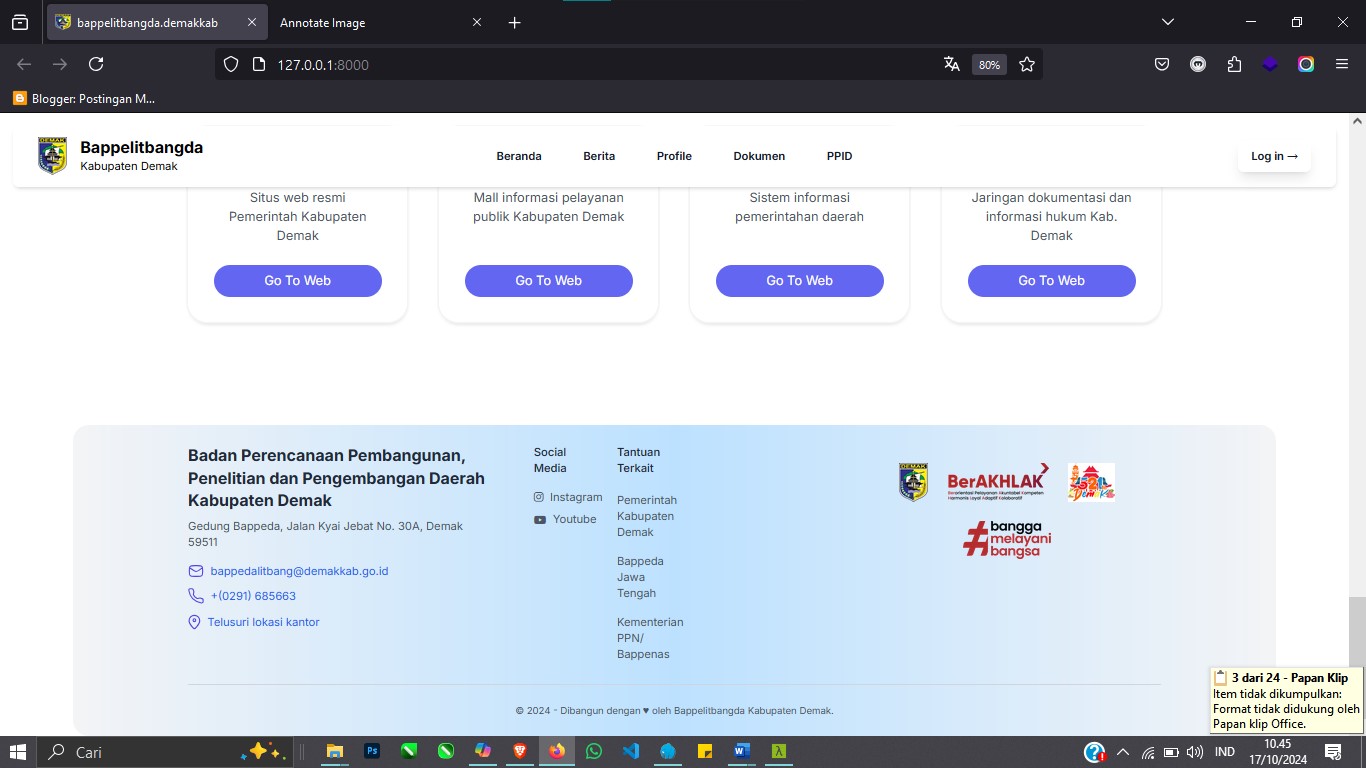 bappelitbangda.demakkab
Annotate Image
127.0.0.1:8000
80%
Blogger: Postingan M...
DEMAK
Bappelitbangda
Kabupaten Demak
Beranda
Berita
Profile
Dokumen
PPID
Log in →
Situs web resmi
Pemerintah Kabupaten
Demak
Go To Web
Mall informasi pelayanan
publik Kabupaten Demak
Go To Web
Sistem informasi
pemerintahan daerah
Go To Web
Jaringan dokumentasi dan
informasi hukum Kab.
Demak
Go To Web
Badan Perencanaan Pembangunan,
Penelitian dan Pengembangan Daerah
Kabupaten Demak
Gedung Bappeda, Jalan Kyai Jebat No. 30A, Demak
59511
bappedalitbang@demakkab.go.id
+(0291) 685663
Telusuri lokasi kantor
Social
Media
Instagram
Youtube
Tantuan
Terkait
Pemerintah
Kabupaten
Demak
Bappeda
Jawa
Tengah
Kementerian
PPN/
Bappenas
DEMAK
BerAKHLAK
Berorientasi Pelayanan Akuntabel Kompeten
Harmonis Loyal Adaptif Kolaboratif
Demak
#bangga
melayani
bangsa
© 2024 - Dibangun dengan ♥ oleh Bappelitbangda Kabupaten Demak.
3 dari 24 - Papan Klip
Item tidak dikumpulkan:
Format tidak didukung oleh
Papan klip Office.
Cari
IND
10.45
17/10/2024